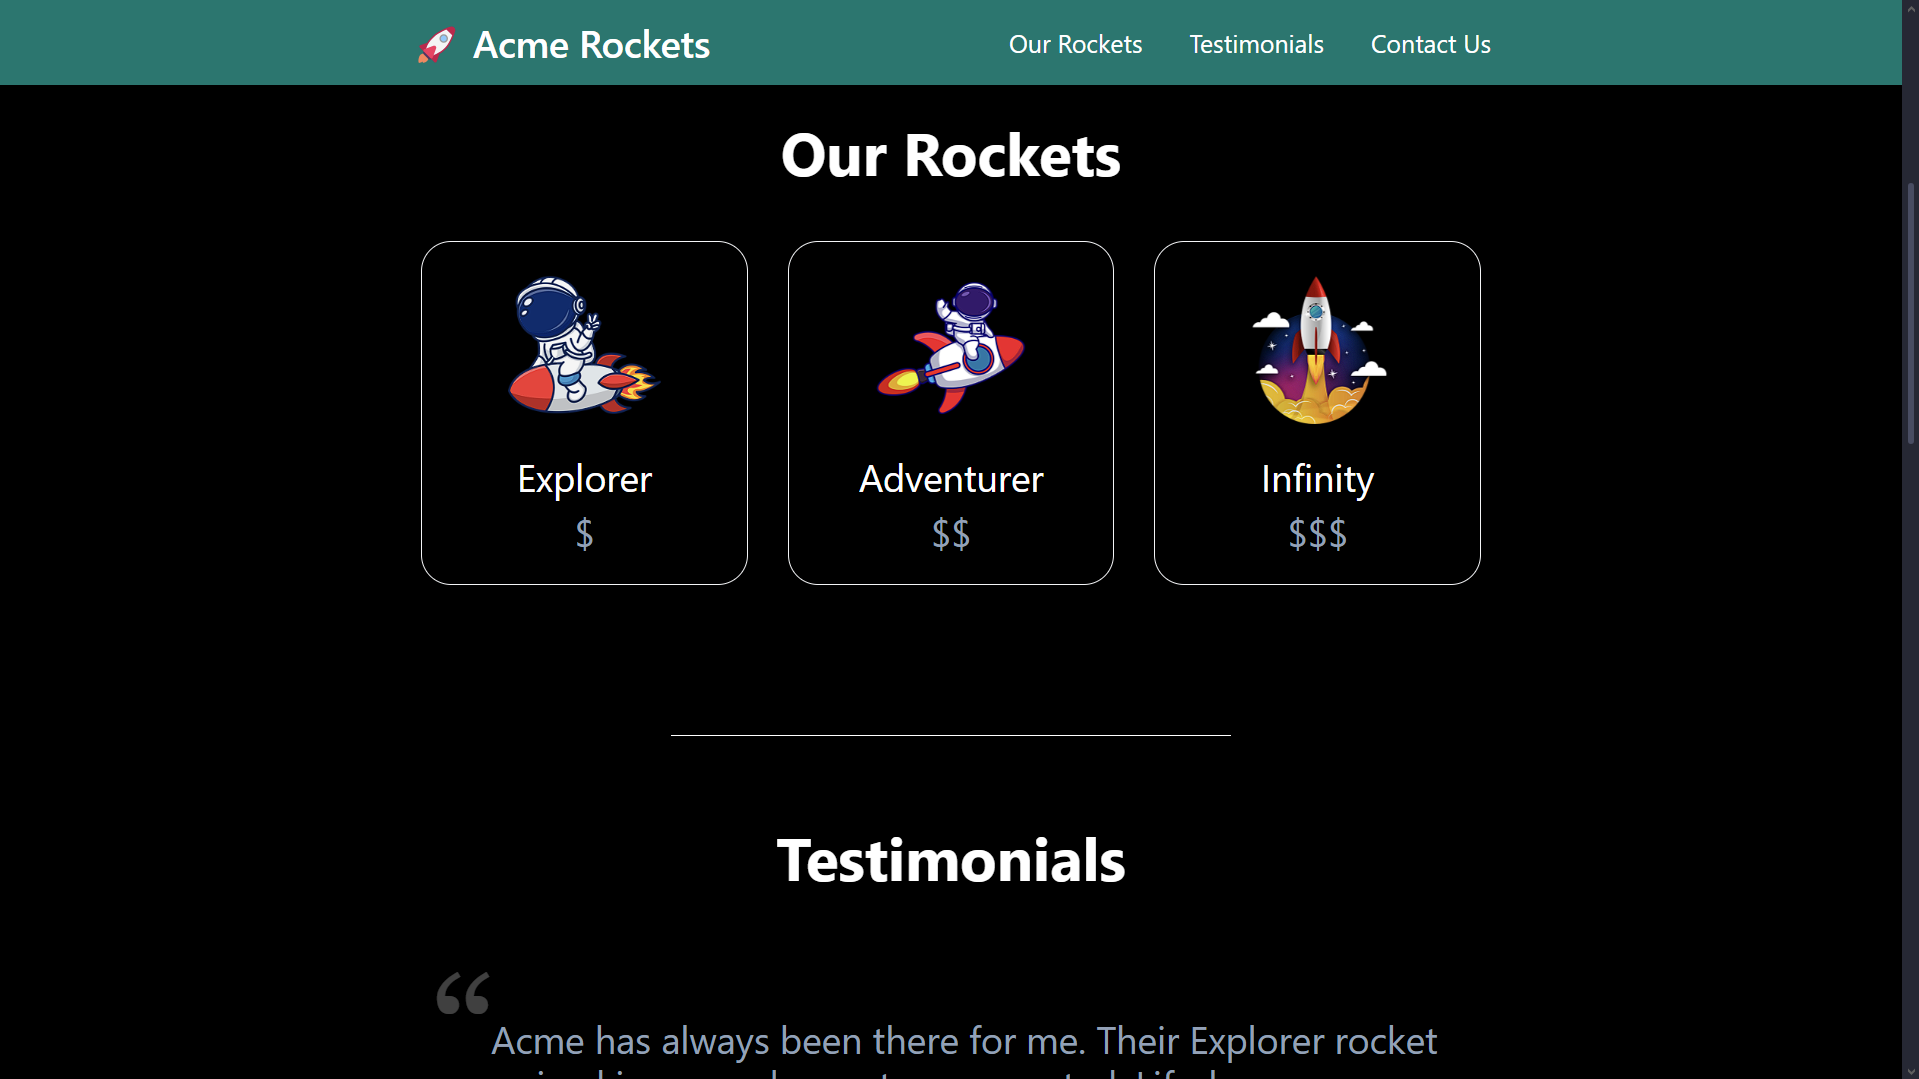 Acme Rockets
Our Rockets
Testimonials
Contact Us
Our Rockets
Explorer
$
Adventurer
$$
Infinity
$$$
Testimonials
“
Acme has always been there for me. Their Explorer rocket